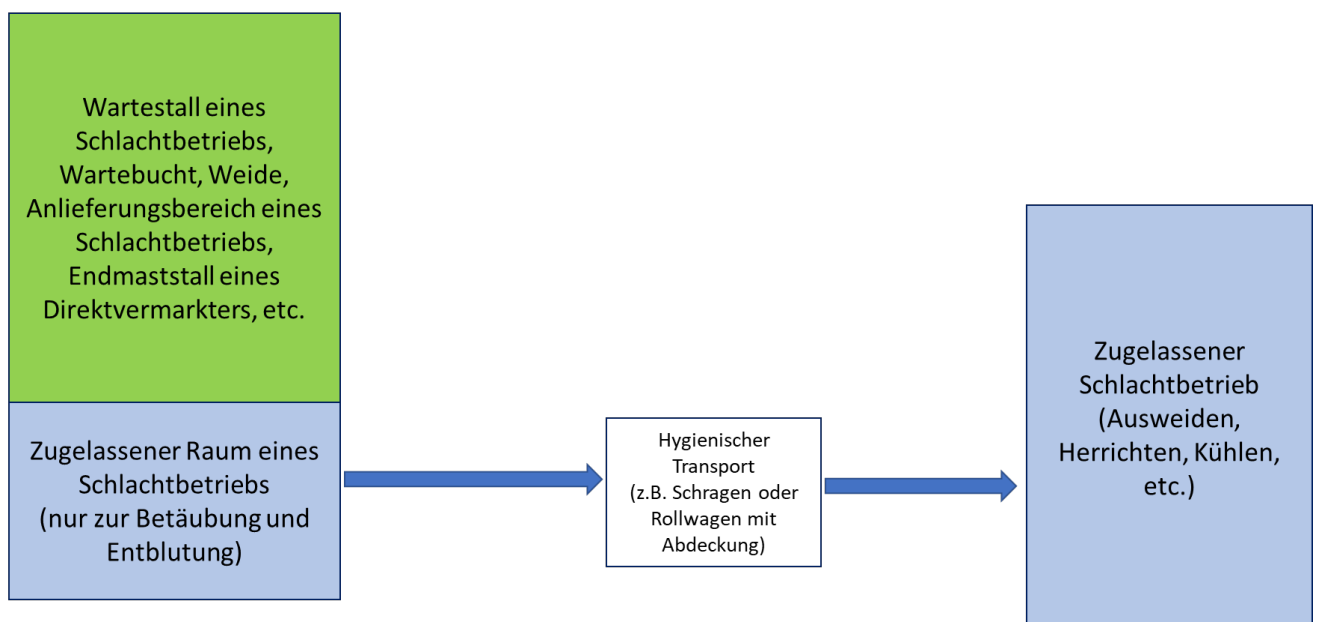 Wartestall eines
Schlachtbetriebs,
Wartebucht, Weide,
Anlieferungsbereich eines
Schlachtbetriebs,
Endmaststall eines
Direktvermarkters, etc.
Zugelassener Raum eines
Schlachtbetriebs
(nur zur Betäubung und
Entblutung)
Hygienischer
Transport
(z.B. Schragen oder
Rollwagen mit
Abdeckung)
Zugelassener
Schlachtbetrieb
(Ausweiden,
Herrichten, Kühlen,
etc.)